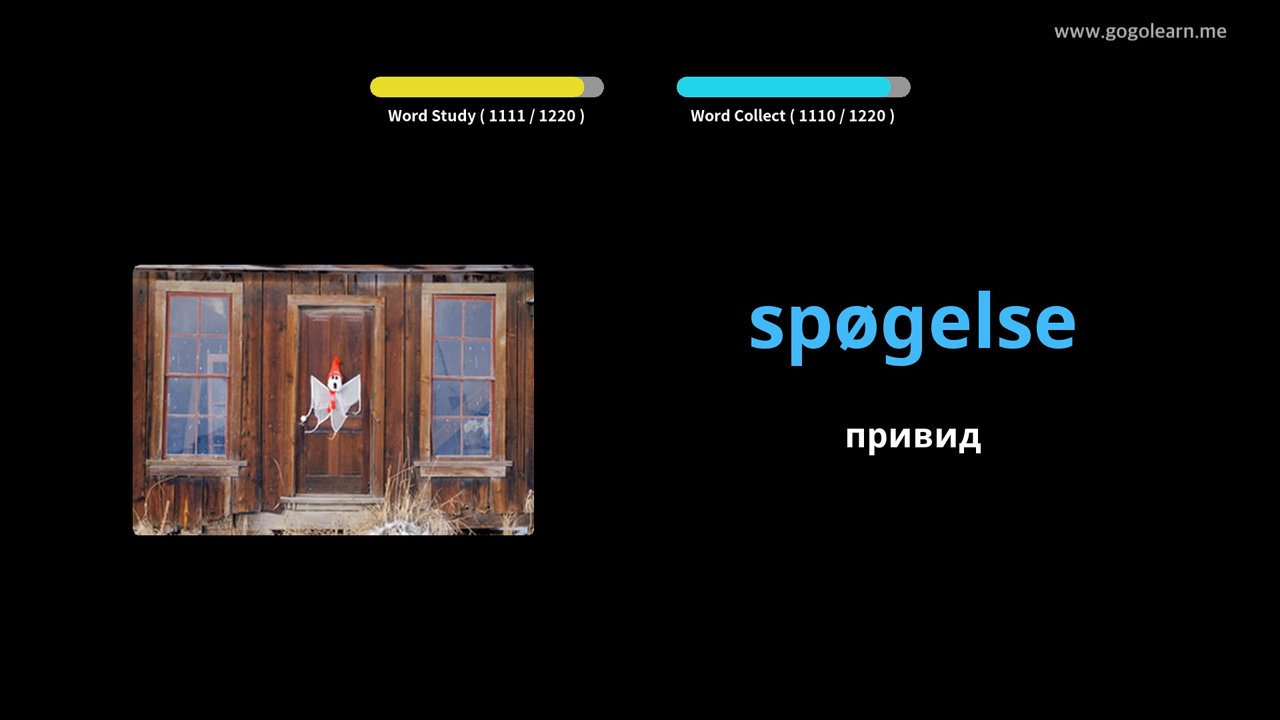 www.gogolearn.me
Word Study ( 1111 / 1220 )
Word Collect ( 1110 / 1220 )
spøgelse
привид